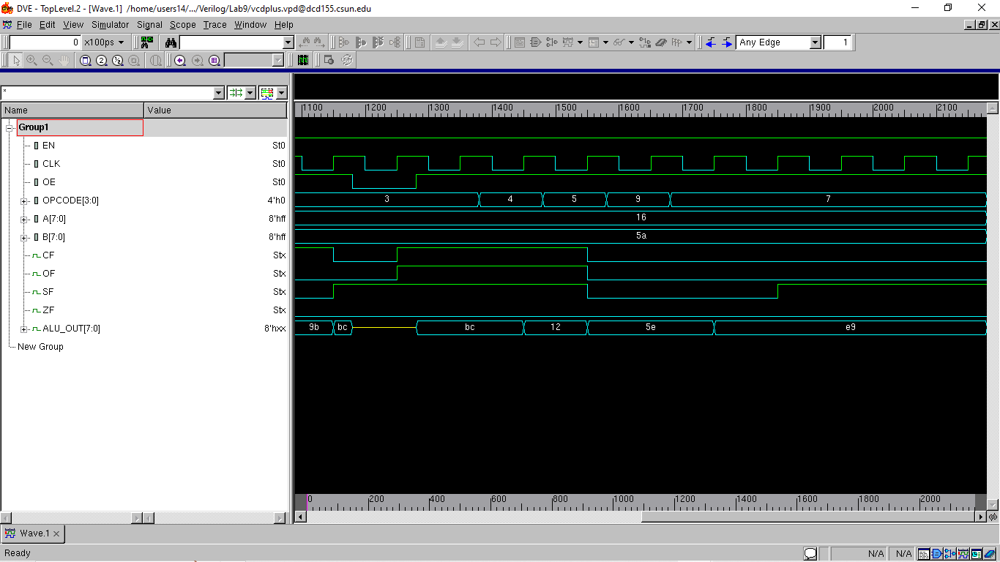 DVE - TopLevel.2 - [Wave.1] /home/users14/.../Verilog/Lab9/vcdplus.vpd@dcd155.csun.edu
File Edit View Simulator Signal Scope Trace Window Help
0 x100ps Any Edge 1
*
Name Value
1100 1200 1300 1400 1500 1600 1700 1800 1900 2000 2100
Group1
EN St0
CLK St0
OE St0
OPCODE[3:0] 4'h0 3 4 5 9 7
A[7:0] 8'hff 16
B[7:0] 8'hff 5a
CF Stx
OF Stx
SF Stx
ZF Stx
ALU_OUT[7:0] 8'hxx 9b bc bc 12 5e e9
New Group
0 200 400 600 800 1000 1200 1400 1600 1800 2000
Wave.1
Ready N/A N/A